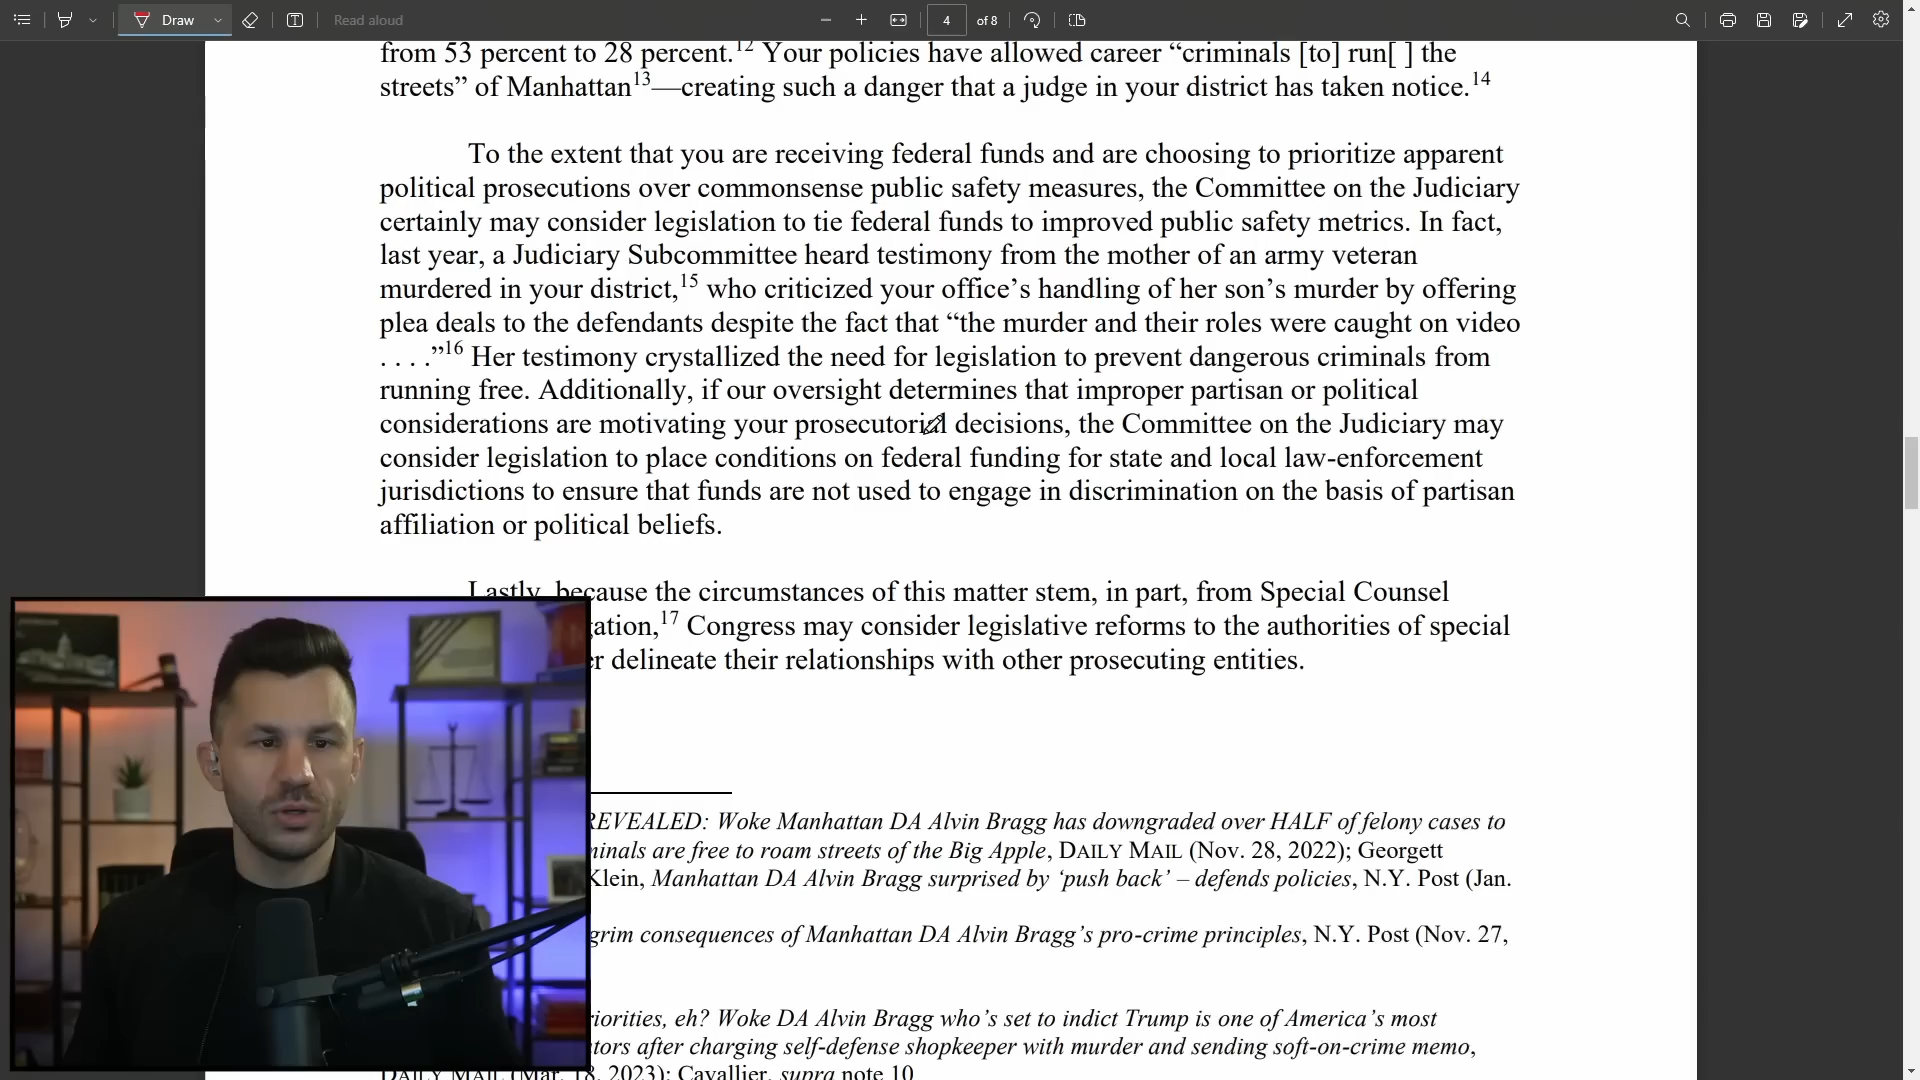 Draw
Read aloud
4
of 8
from 53 percent to 28 percent.12 Your policies have allowed career “criminals [to] run[ ] the
streets” of Manhattan13—creating such a danger that a judge in your district has taken notice.14
To the extent that you are receiving federal funds and are choosing to prioritize apparent
political prosecutions over commonsense public safety measures, the Committee on the Judiciary
certainly may consider legislation to tie federal funds to improved public safety metrics. In fact,
last year, a Judiciary Subcommittee heard testimony from the mother of an army veteran
murdered in your district,15 who criticized your office’s handling of her son’s murder by offering
plea deals to the defendants despite the fact that “the murder and their roles were caught on video
. . . .”16 Her testimony crystallized the need for legislation to prevent dangerous criminals from
running free. Additionally, if our oversight determines that improper partisan or political
considerations are motivating your prosecutorial decisions, the Committee on the Judiciary may
consider legislation to place conditions on federal funding for state and local law-enforcement
jurisdictions to ensure that funds are not used to engage in discrimination on the basis of partisan
affiliation or political beliefs.
Lastly, because the circumstances of this matter stem, in part, from Special Counsel
gation,17 Congress may consider legislative reforms to the authorities of special
er delineate their relationships with other prosecuting entities.
REVEALED: Woke Manhattan DA Alvin Bragg has downgraded over HALF of felony cases to
minals are free to roam streets of the Big Apple, DAILY MAIL (Nov. 28, 2022); Georgett
Klein, Manhattan DA Alvin Bragg surprised by ‘push back’ – defends policies, N.Y. Post (Jan.
grim consequences of Manhattan DA Alvin Bragg’s pro-crime principles, N.Y. Post (Nov. 27,
riorities, eh? Woke DA Alvin Bragg who’s set to indict Trump is one of America’s most
tors after charging self-defense shopkeeper with murder and sending soft-on-crime memo,
DAILY MAIL (Mar. 18, 2023); Cavallier, supra note 10